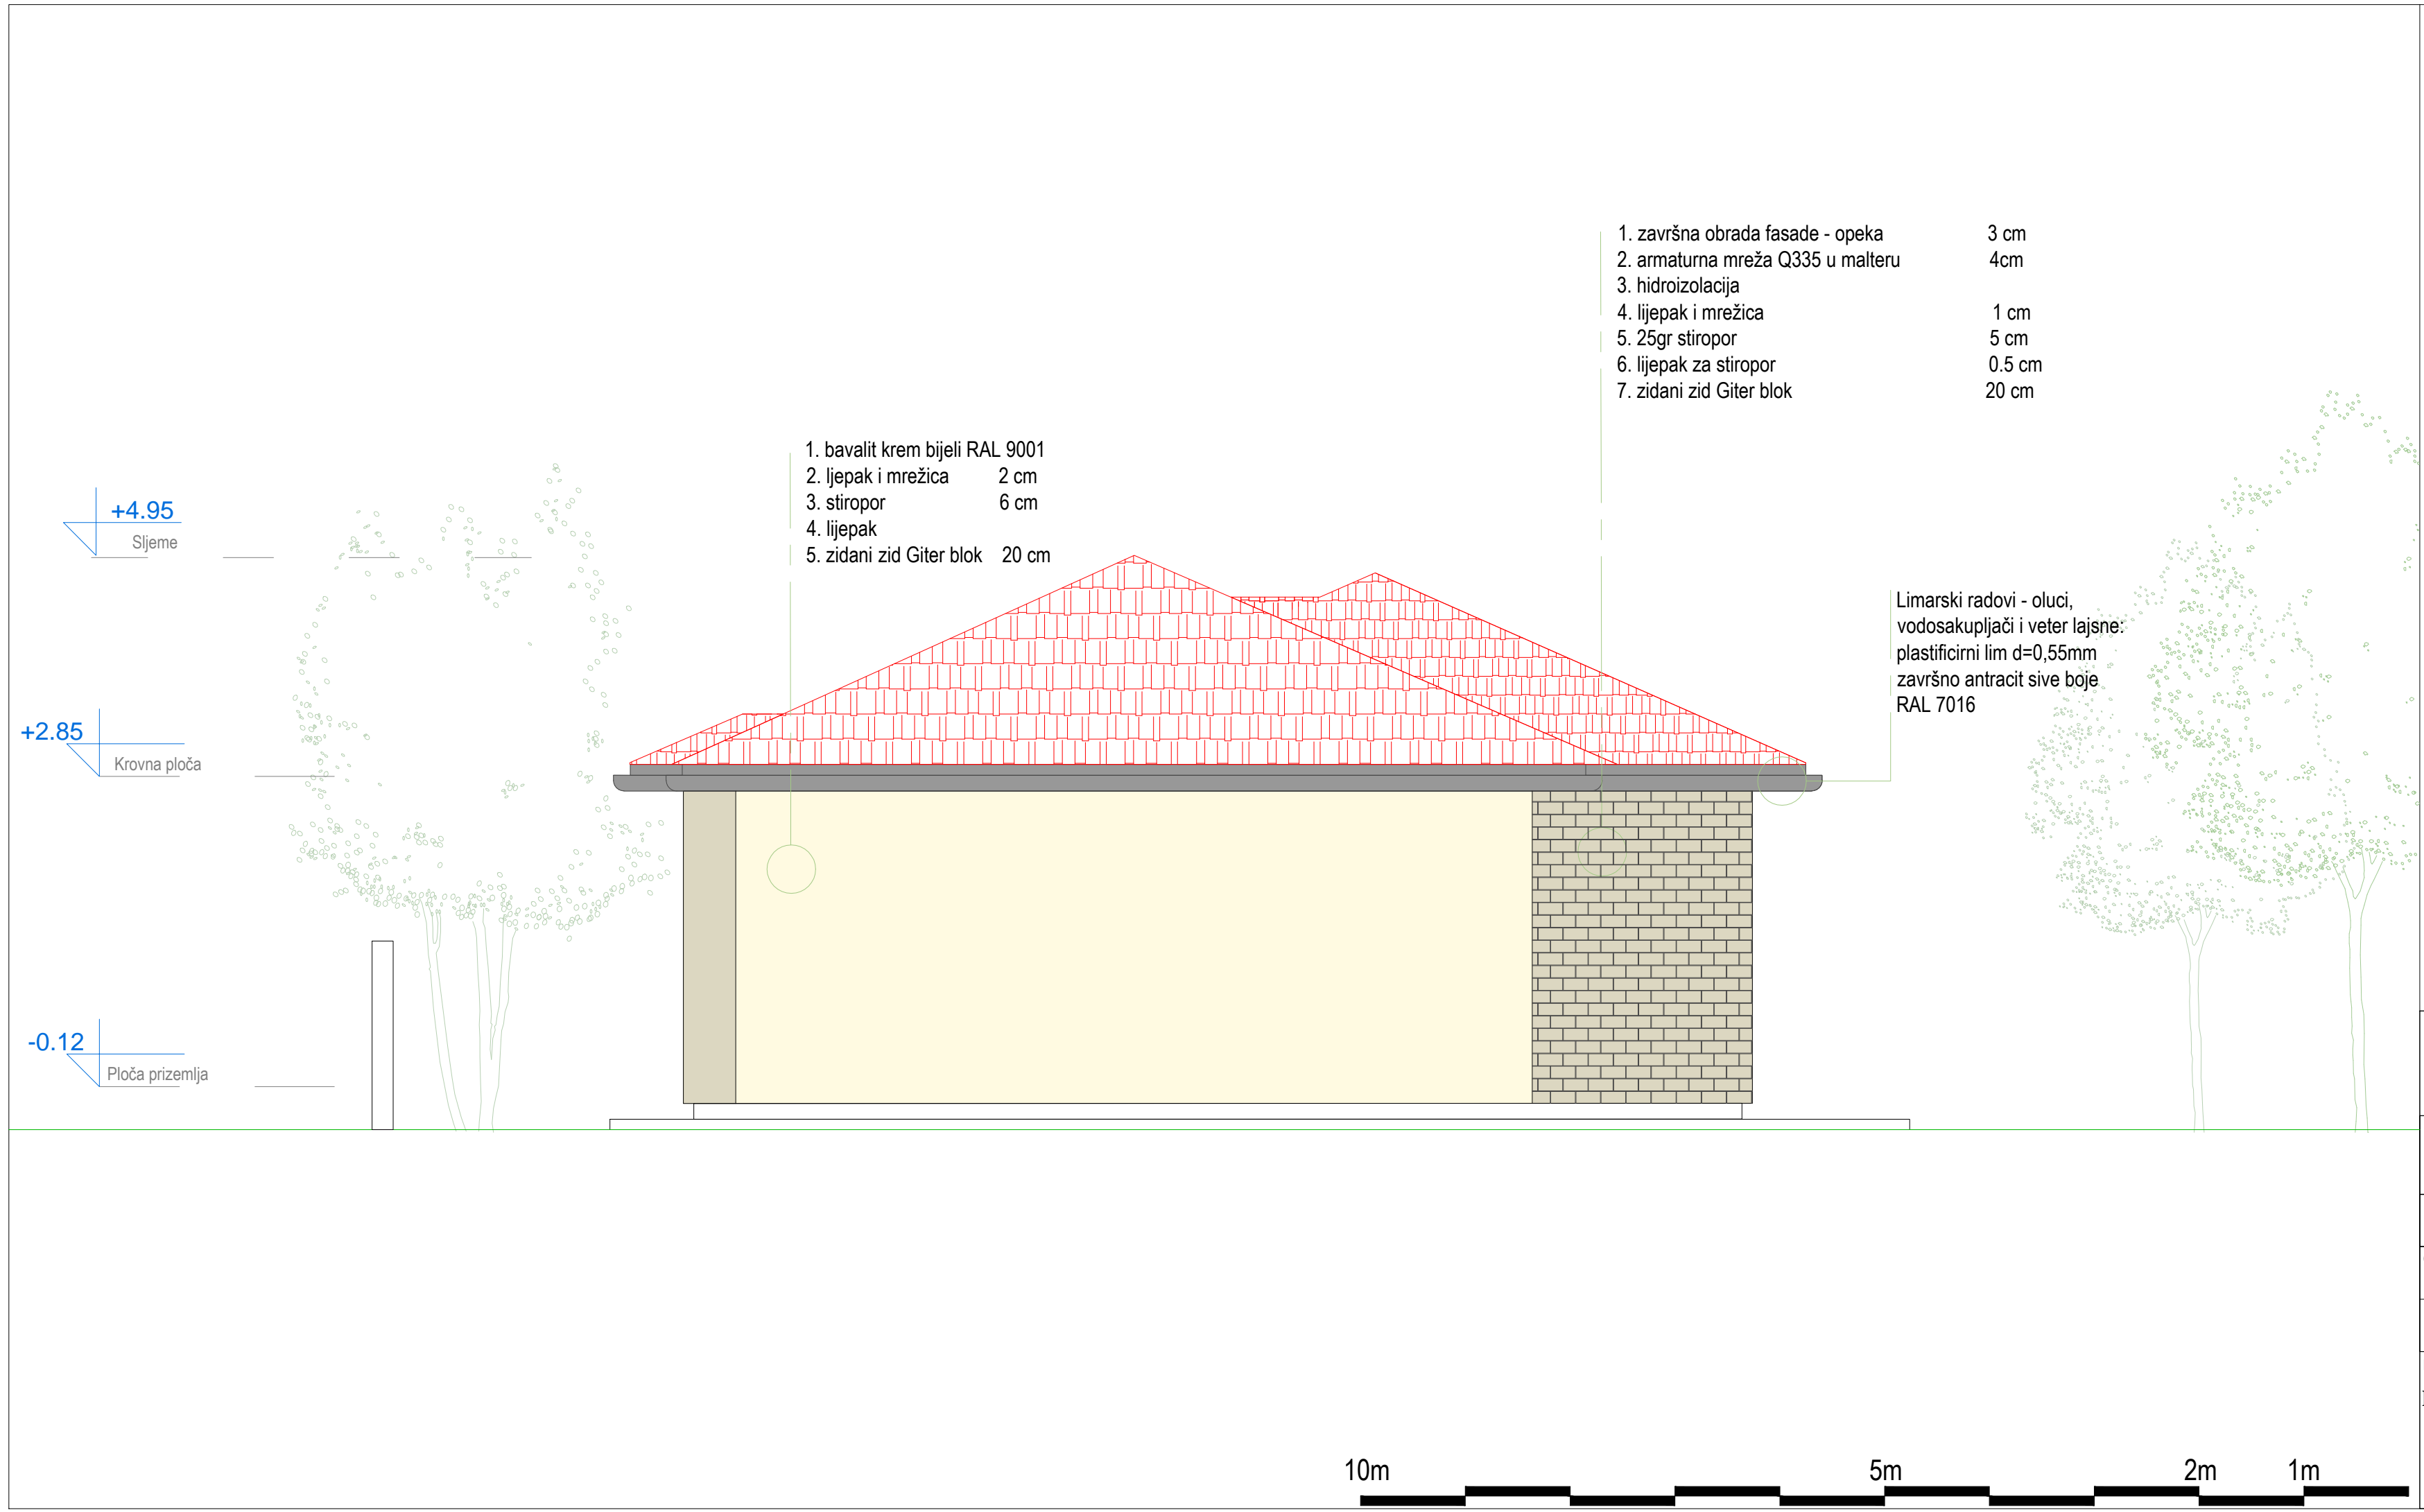 1. završna obrada fasade - opeka 3 cm
2. armaturna mreža Q335 u malteru 4cm
3. hidroizolacija
4. lijepak i mrežica 1 cm
5. 25gr stiropor 5 cm
6. lijepak za stiropor 0.5 cm
7. zidani zid Giter blok 20 cm
1. bavalit krem bijeli RAL 9001
2. ljepak i mrežica 2 cm
3. stiropor 6 cm
4. lijepak
5. zidani zid Giter blok 20 cm
+4.95
Sljeme
Limarski radovi - oluci,
vodosakupljači i veter lajsne:
plastificirni lim d=0,55mm
završno antracit sive boje
RAL 7016
+2.85
Krovna ploča
-0.12
Ploča prizemlja
10m 5m 2m 1m